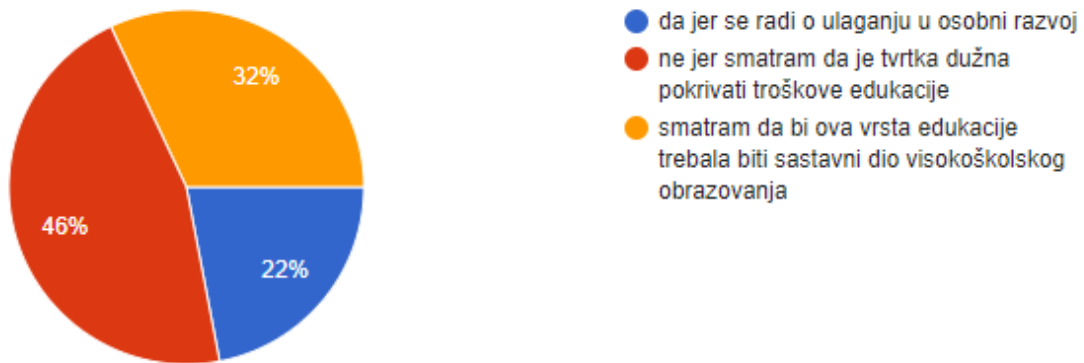 32%
46%
22%
da jer se radi o ulaganju u osobni razvoj
ne jer smatram da je tvrtka dužna
pokrivati troškove edukacije
smatram da bi ova vrsta edukacije
trebala biti sastavni dio visokoškolskog
obrazovanja